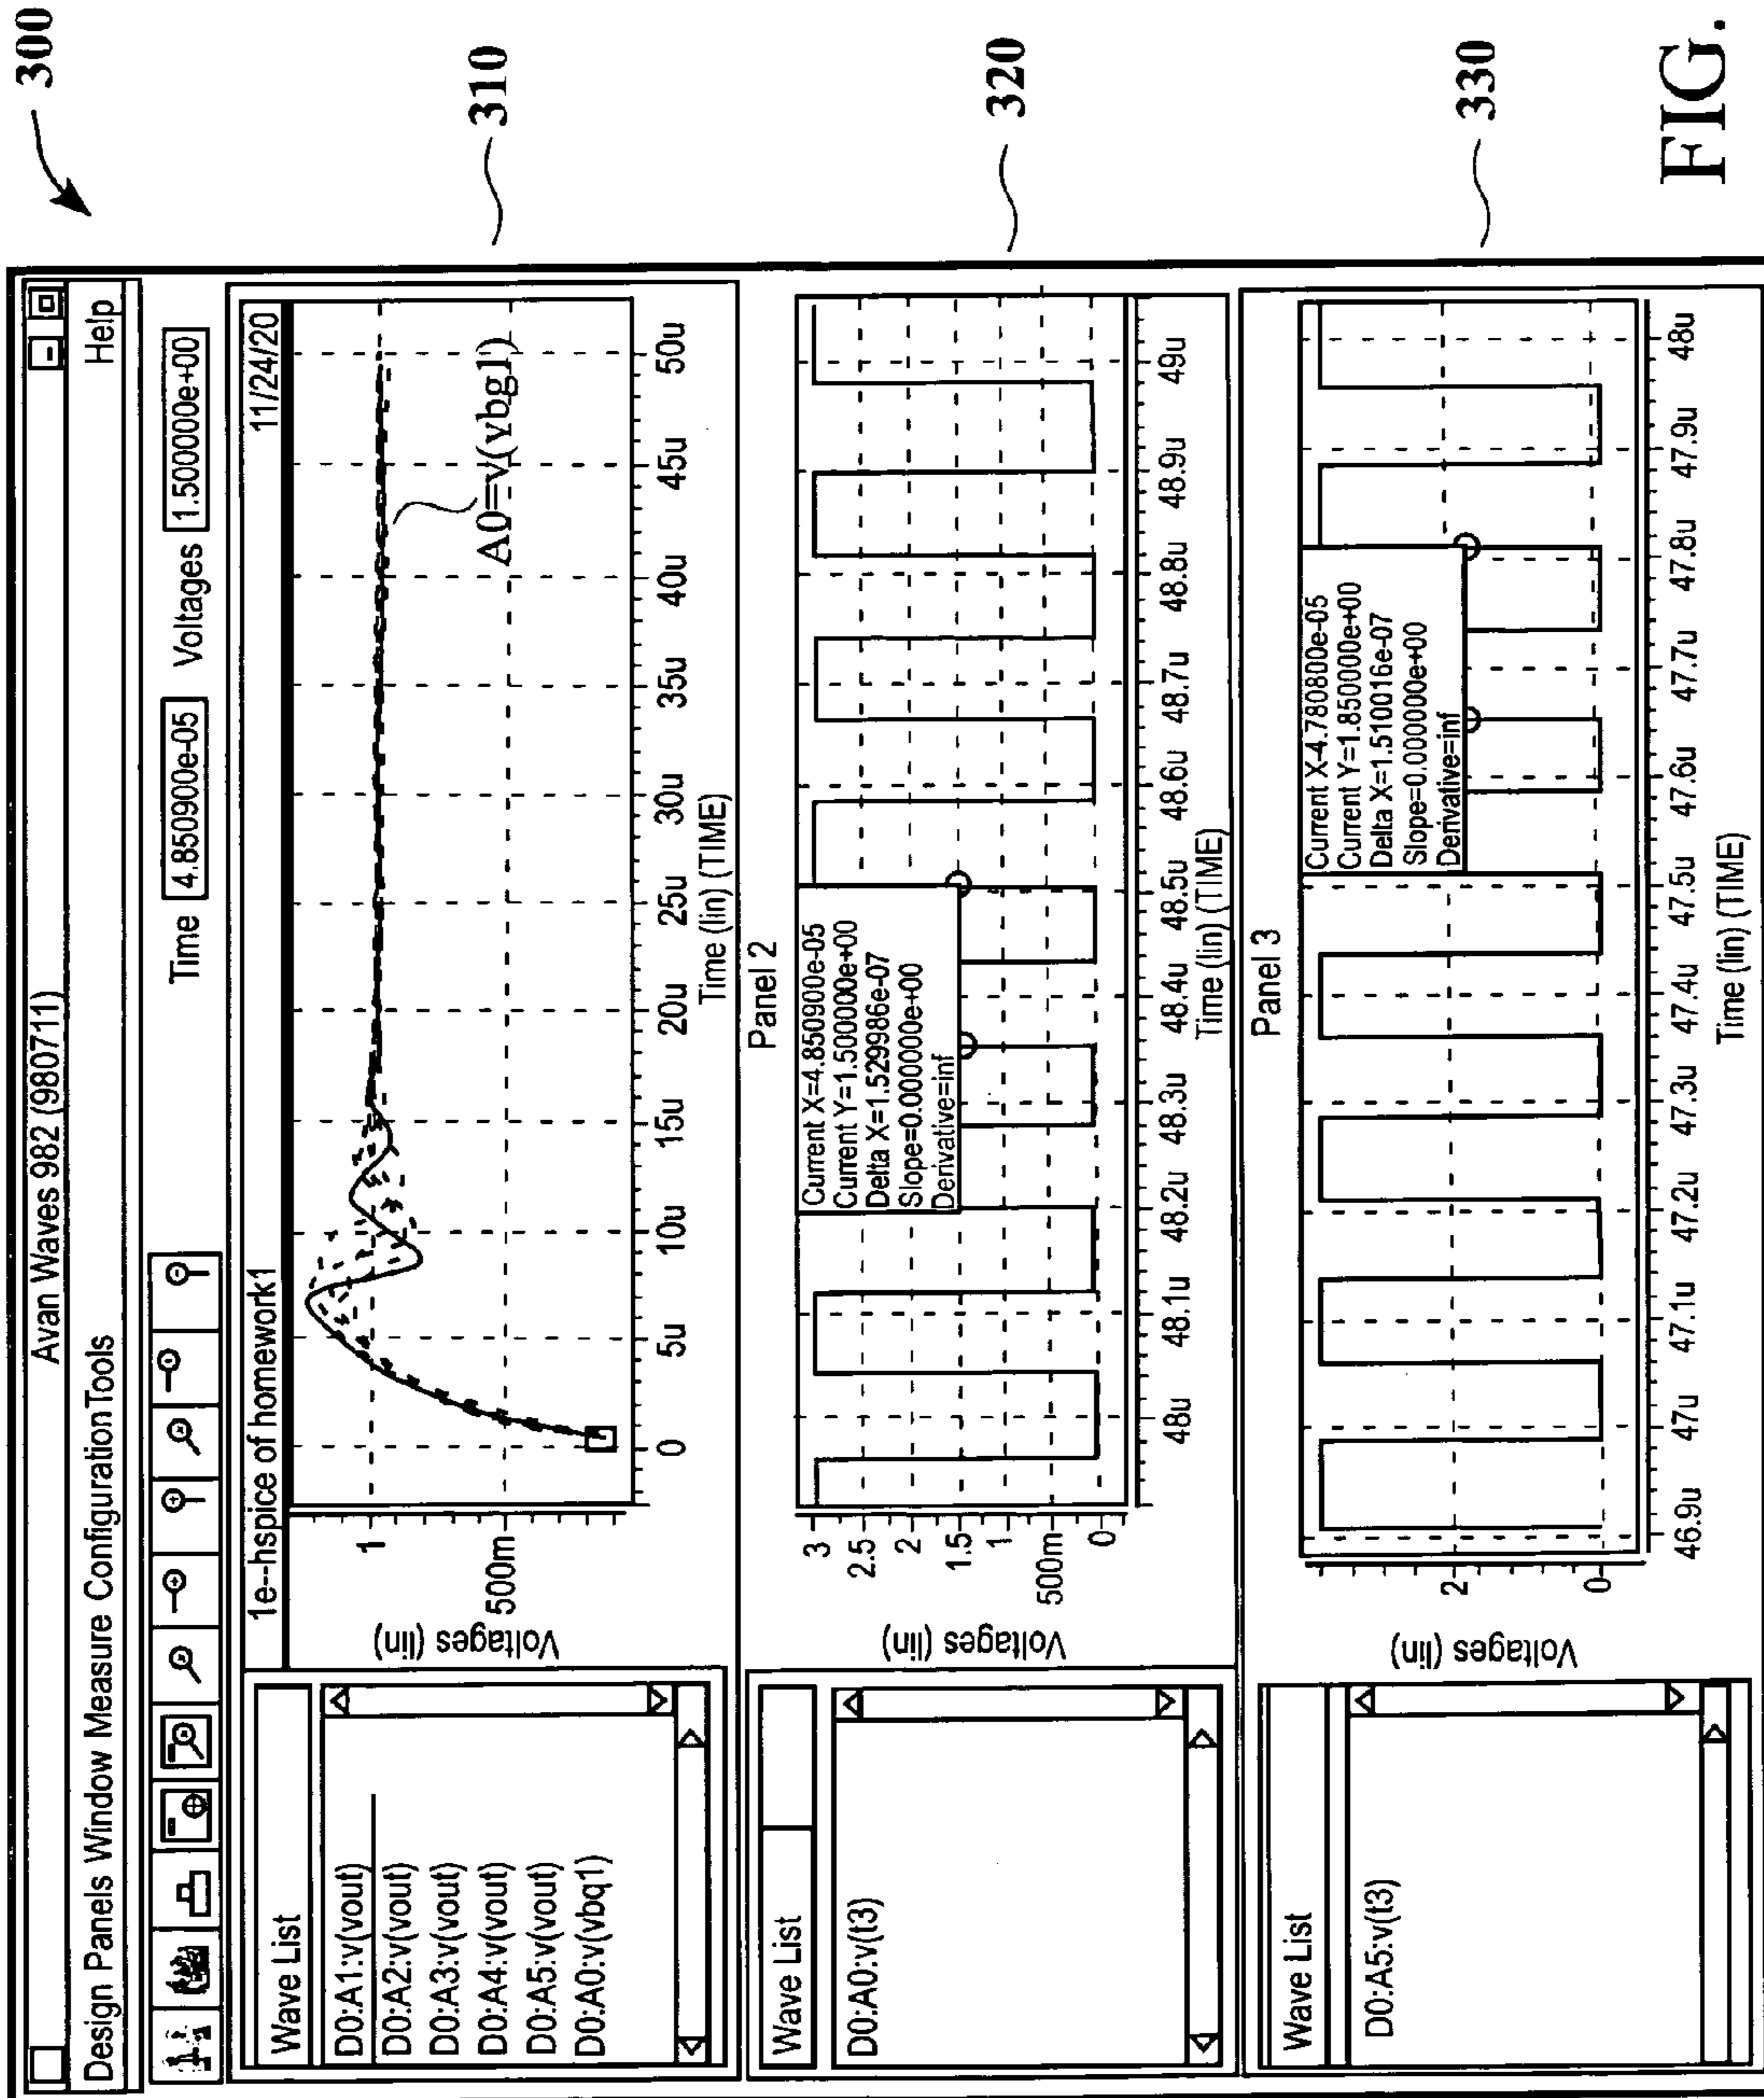 300
Avan Waves 982 (980711)
Design Panels Window Measure ConfigurationTools Help
Time 4.850900e-05 Voltages 1.500000e+00
1e--hspice of homework1 11/24/20
Wave List
D0:A1:v(vout)
D0:A2:v(vout)
D0:A3:v(vout)
D0:A4:v(vout)
D0:A5:v(vout)
D0:A0:v(vbq1)
Voltages (lin)
1
500m
A0=v(vbg1)
0 5u 10u 15u 20u 25u 30u 35u 40u 45u 50u
Time (lin) (TIME)
310
Panel 2
Wave List
D0:A0:v(t3)
Voltages (lin)
3
2.5
2
1.5
1
500m
0
Current X=4.850900e-05
Current Y=1.500000e+00
Delta X=1.529986e-07
Slope=0.000000e+00
Derivative=inf
48u 48.1u 48.2u 48.3u 48.4u 48.5u 48.6u 48.7u 48.8u 48.9u 49u
Time (lin) (TIME)
320
Panel 3
Wave List
D0:A5:v(t3)
Voltages (lin)
2
0
Current X-4.780800e-05
Current Y=1.850000e+00
Delta X=1.510016e-07
Slope=0.000000e+00
Derivative=inf
46.9u 47u 47.1u 47.2u 47.3u 47.4u 47.5u 47.6u 47.7u 47.8u 47.9u 48u
Time (lin) (TIME)
330
FIG.